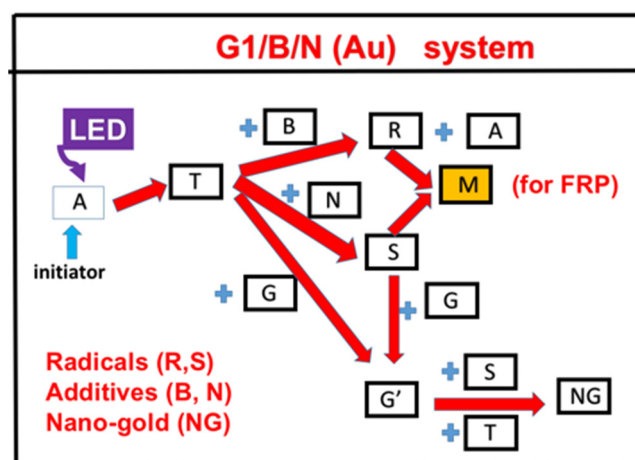 G1/B/N (Au) system
LED
+ B
R + A
T
M (for FRP)
+ N
A
S
initiator
+ G
+ G
Radicals (R,S)
Additives (B, N)
Nano-gold (NG)
+ S
G’
NG
+ T